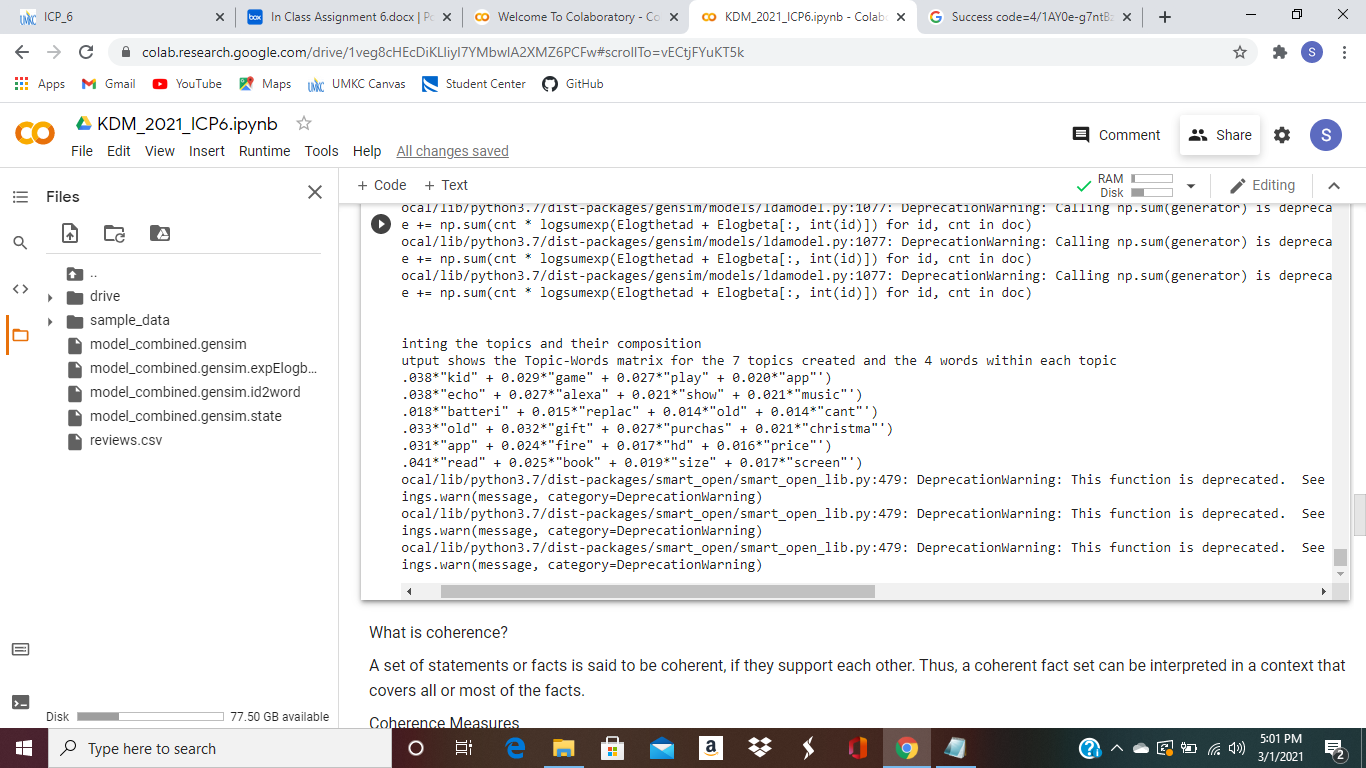 ICP_6
In Class Assignment 6.docx | Po
Welcome To Colaboratory - Co
KDM_2021_ICP6.ipynb - Colab
Success code=4/1AY0e-g7ntB
colab.research.google.com/drive/1veg8cHEcDiKLIiyI7YMbwIA2XMZ6PCFw#scrollTo=vECtjFYuKT5k
S
Apps
Gmail
YouTube
Maps
UMKC Canvas
Student Center
GitHub
KDM_2021_ICP6.ipynb
File Edit View Insert Runtime Tools Help All changes saved
Comment
Share
S
Files
+ Code + Text
RAM
Disk
Editing
..
drive
sample_data
model_combined.gensim
model_combined.gensim.expElogb...
model_combined.gensim.id2word
model_combined.gensim.state
reviews.csv
Disk
77.50 GB available
ocal/lib/python3.7/dist-packages/gensim/models/ldamodel.py:1077: DeprecationWarning: Calling np.sum(generator) is depreca
e += np.sum(cnt * logsumexp(Elogthetad + Elogbeta[:, int(id)]) for id, cnt in doc)
ocal/lib/python3.7/dist-packages/gensim/models/ldamodel.py:1077: DeprecationWarning: Calling np.sum(generator) is depreca
e += np.sum(cnt * logsumexp(Elogthetad + Elogbeta[:, int(id)]) for id, cnt in doc)
ocal/lib/python3.7/dist-packages/gensim/models/ldamodel.py:1077: DeprecationWarning: Calling np.sum(generator) is depreca
e += np.sum(cnt * logsumexp(Elogthetad + Elogbeta[:, int(id)]) for id, cnt in doc)
inting the topics and their composition
utput shows the Topic-Words matrix for the 7 topics created and the 4 words within each topic
.038*"kid" + 0.029*"game" + 0.027*"play" + 0.020*"app"')
.038*"echo" + 0.027*"alexa" + 0.021*"show" + 0.021*"music"')
.018*"batteri" + 0.015*"replac" + 0.014*"old" + 0.014*"cant"')
.033*"old" + 0.032*"gift" + 0.027*"purchas" + 0.021*"christma"')
.031*"app" + 0.024*"fire" + 0.017*"hd" + 0.016*"price"')
.041*"read" + 0.025*"book" + 0.019*"size" + 0.017*"screen"')
ocal/lib/python3.7/dist-packages/smart_open/smart_open_lib.py:479: DeprecationWarning: This function is deprecated.  See
ings.warn(message, category=DeprecationWarning)
ocal/lib/python3.7/dist-packages/smart_open/smart_open_lib.py:479: DeprecationWarning: This function is deprecated.  See
ings.warn(message, category=DeprecationWarning)
ocal/lib/python3.7/dist-packages/smart_open/smart_open_lib.py:479: DeprecationWarning: This function is deprecated.  See
ings.warn(message, category=DeprecationWarning)
What is coherence?
A set of statements or facts is said to be coherent, if they support each other. Thus, a coherent fact set can be interpreted in a context that
covers all or most of the facts.
Coherence Measures
Type here to search
5:01 PM
3/1/2021
2